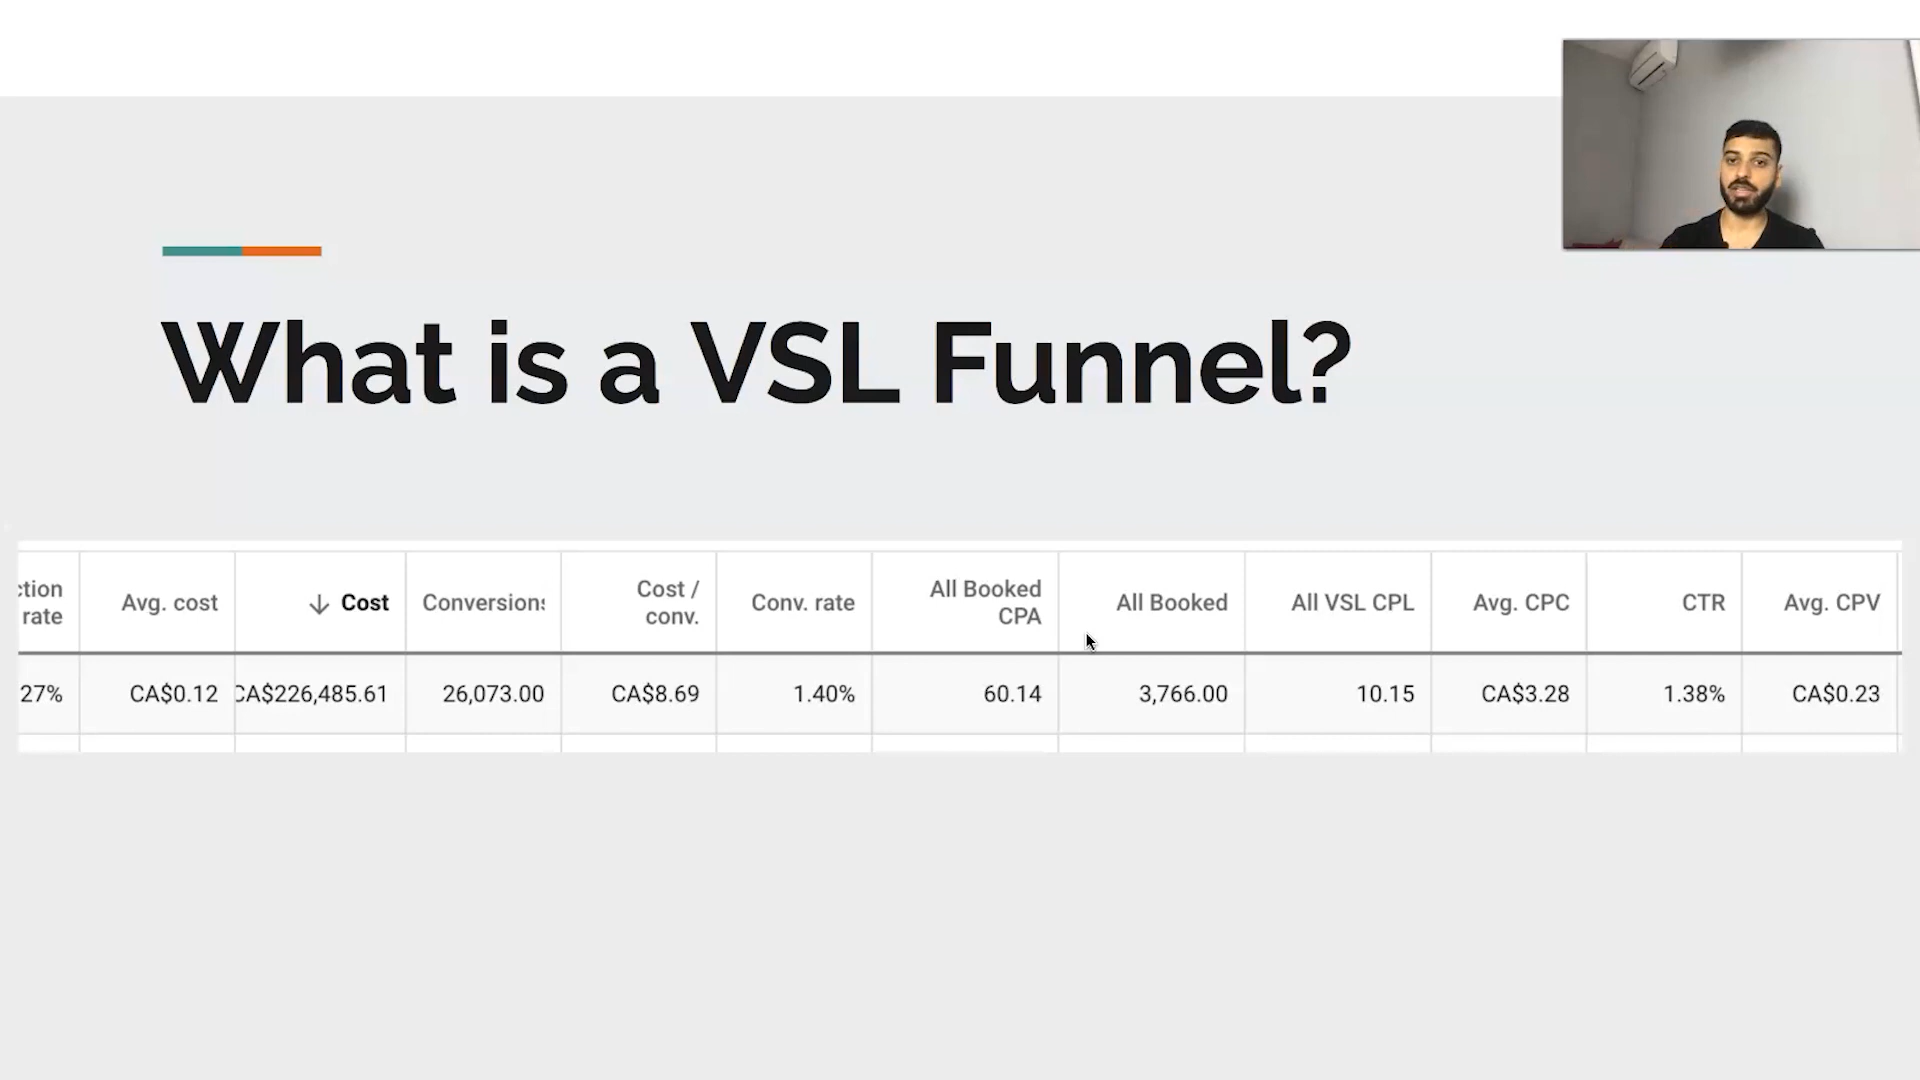 What is a VSL Funnel?
ction rate Avg. cost ↓ Cost Conversions Cost / conv. Conv. rate All Booked CPA All Booked All VSL CPL Avg. CPC CTR Avg. CPV
27% CA$0.12 CA$226,485.61 26,073.00 CA$8.69 1.40% 60.14 3,766.00 10.15 CA$3.28 1.38% CA$0.23